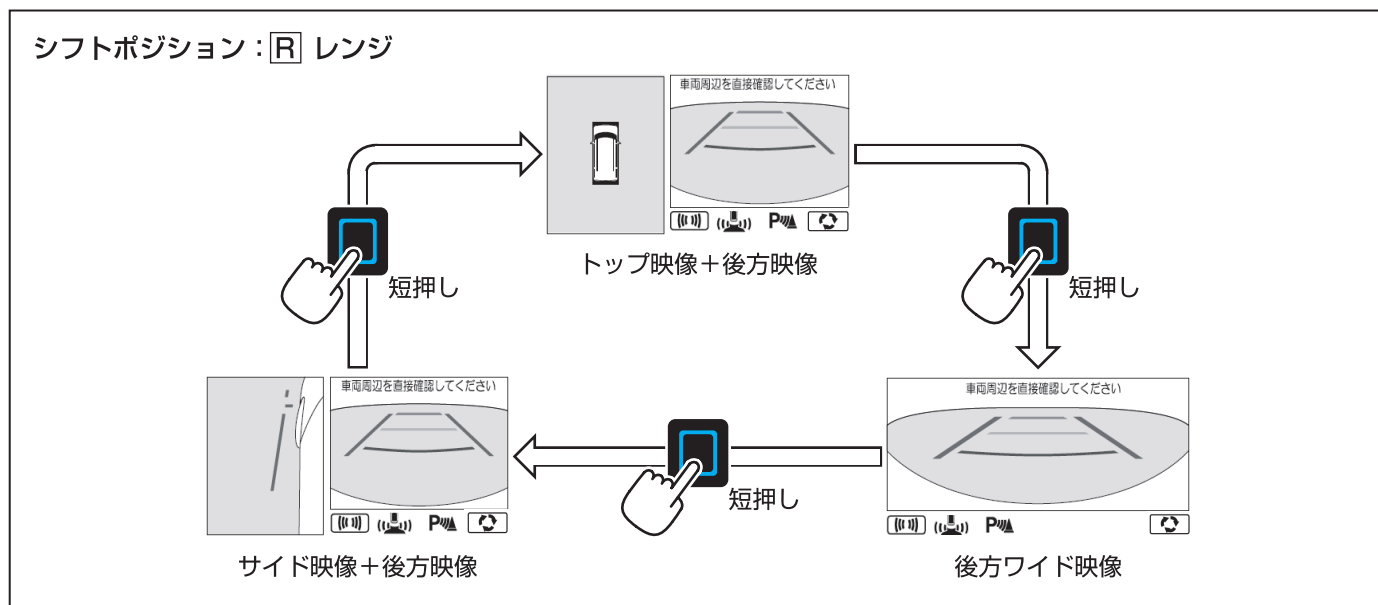 シフトポジション：R レンジ
車両周辺を直接確認してください
P
トップ映像＋後方映像
短押し
短押し
車両周辺を直接確認してください
P
サイド映像＋後方映像
短押し
車両周辺を直接確認してください
P
後方ワイド映像